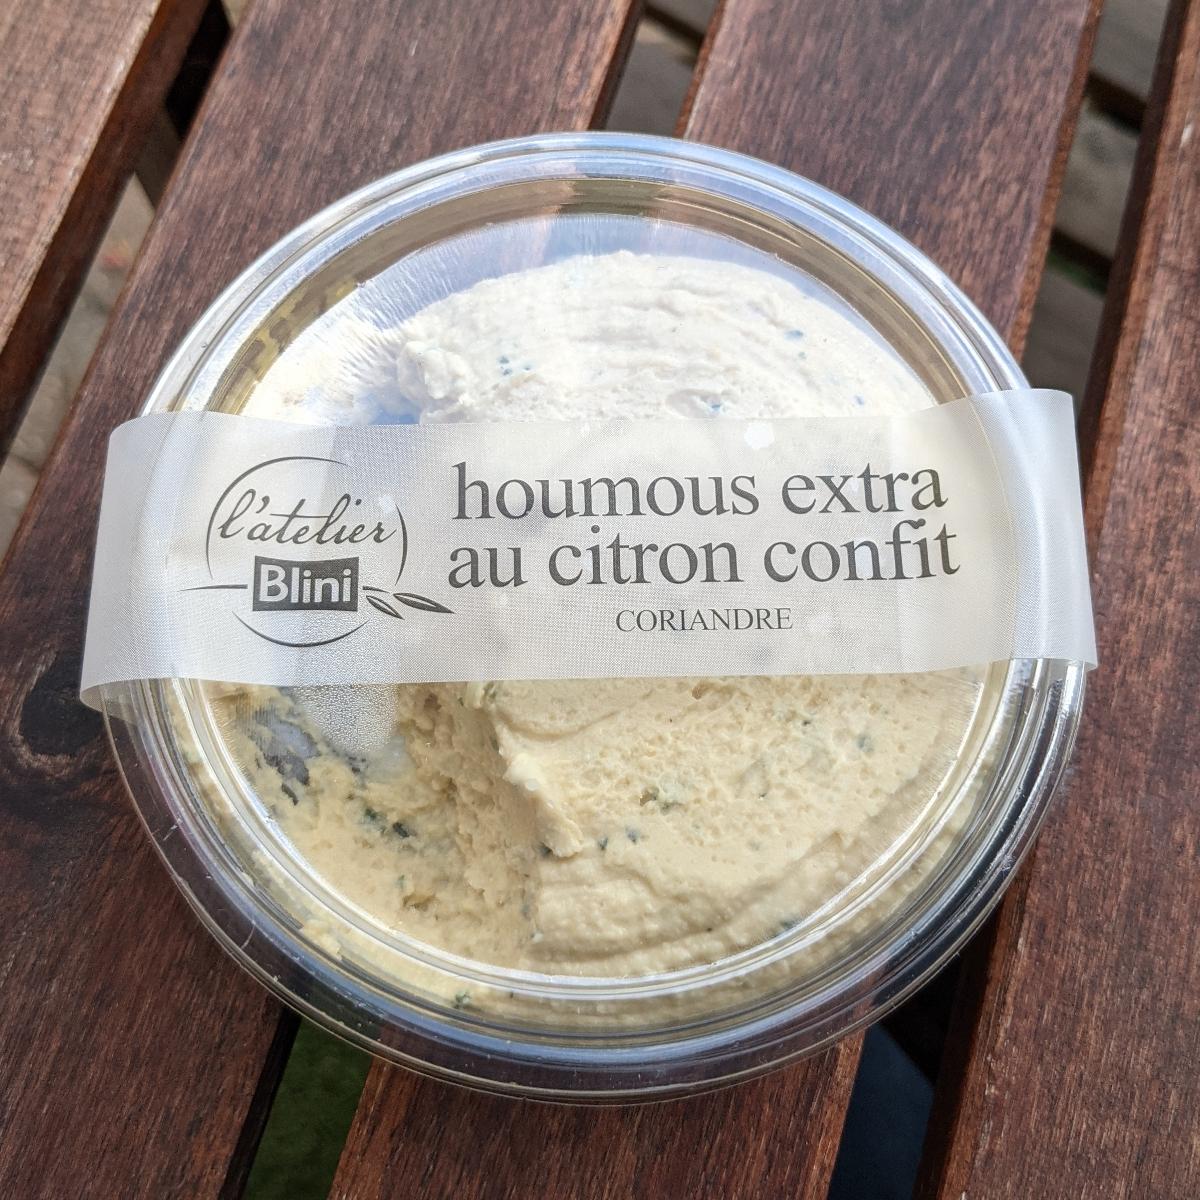 l'atelier
Blini
houmous extra
au citron confit
CORIANDRE